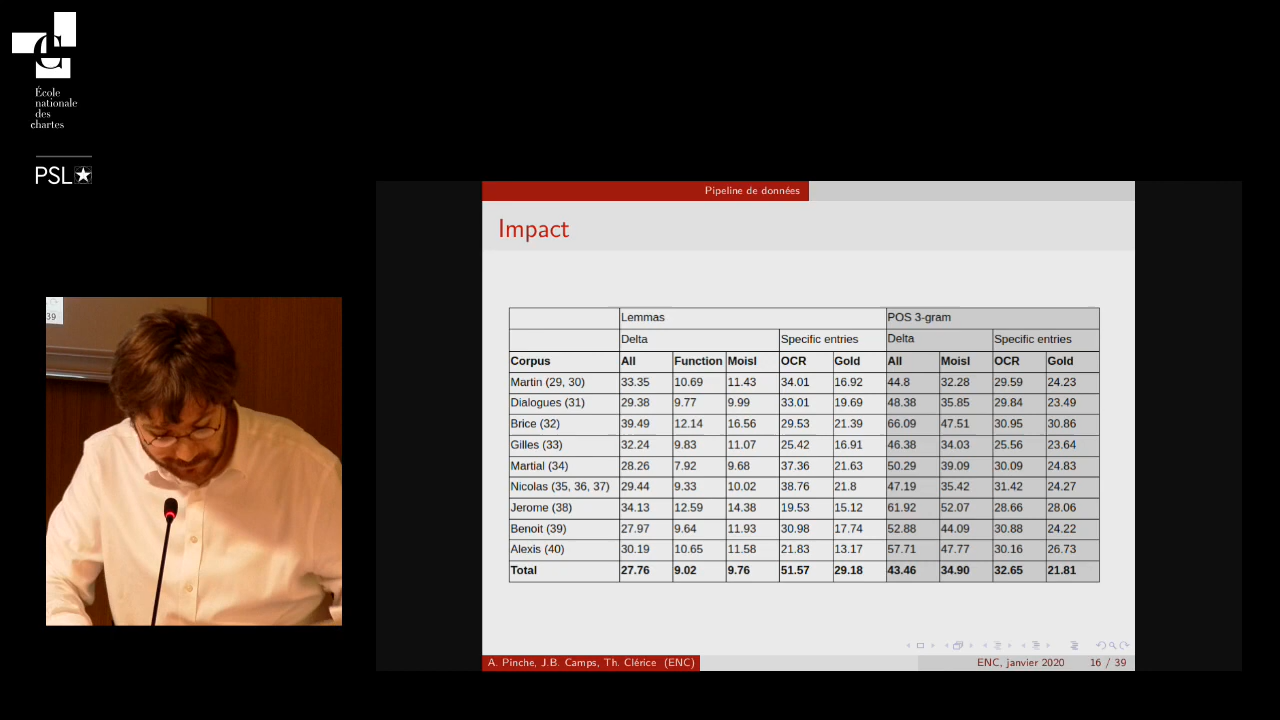 École
nationale
des
chartes
PSL
39
Pipeline de données
Impact
Lemmas POS 3-gram
Delta Specific entries Delta Specific entries
Corpus All Function Moisl OCR Gold All Moisl OCR Gold
Martin (29, 30) 33.35 10.69 11.43 34.01 16.92 44.8 32.28 29.59 24.23
Dialogues (31) 29.38 9.77 9.99 33.01 19.69 48.38 35.85 29.84 23.49
Brice (32) 39.49 12.14 16.56 29.53 21.39 66.09 47.51 30.95 30.86
Gilles (33) 32.24 9.83 11.07 25.42 16.91 46.38 34.03 25.56 23.64
Martial (34) 28.26 7.92 9.68 37.36 21.63 50.29 39.09 30.09 24.83
Nicolas (35, 36, 37) 29.44 9.33 10.02 38.76 21.8 47.19 35.42 31.42 24.27
Jerome (38) 34.13 12.59 14.38 19.53 15.12 61.92 52.07 28.66 28.06
Benoit (39) 27.97 9.64 11.93 30.98 17.74 52.88 44.09 30.88 24.22
Alexis (40) 30.19 10.65 11.58 21.83 13.17 57.71 47.77 30.16 26.73
Total 27.76 9.02 9.76 51.57 29.18 43.46 34.90 32.65 21.81
A. Pinche, J.B. Camps, Th. Clérice (ENC) ENC, janvier 2020 16 / 39